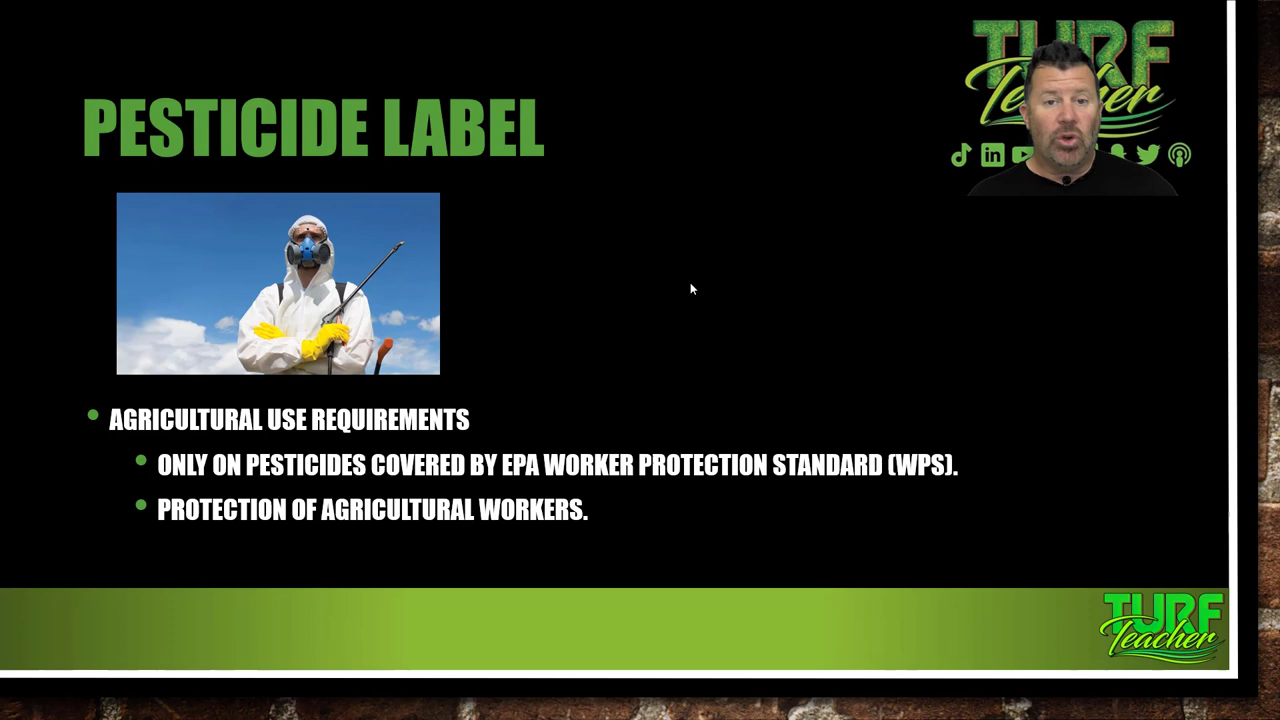 TURF
Teacher
PESTICIDE LABEL
AGRICULTURAL USE REQUIREMENTS
ONLY ON PESTICIDES COVERED BY EPA WORKER PROTECTION STANDARD (WPS).
PROTECTION OF AGRICULTURAL WORKERS.
TURF
Teacher